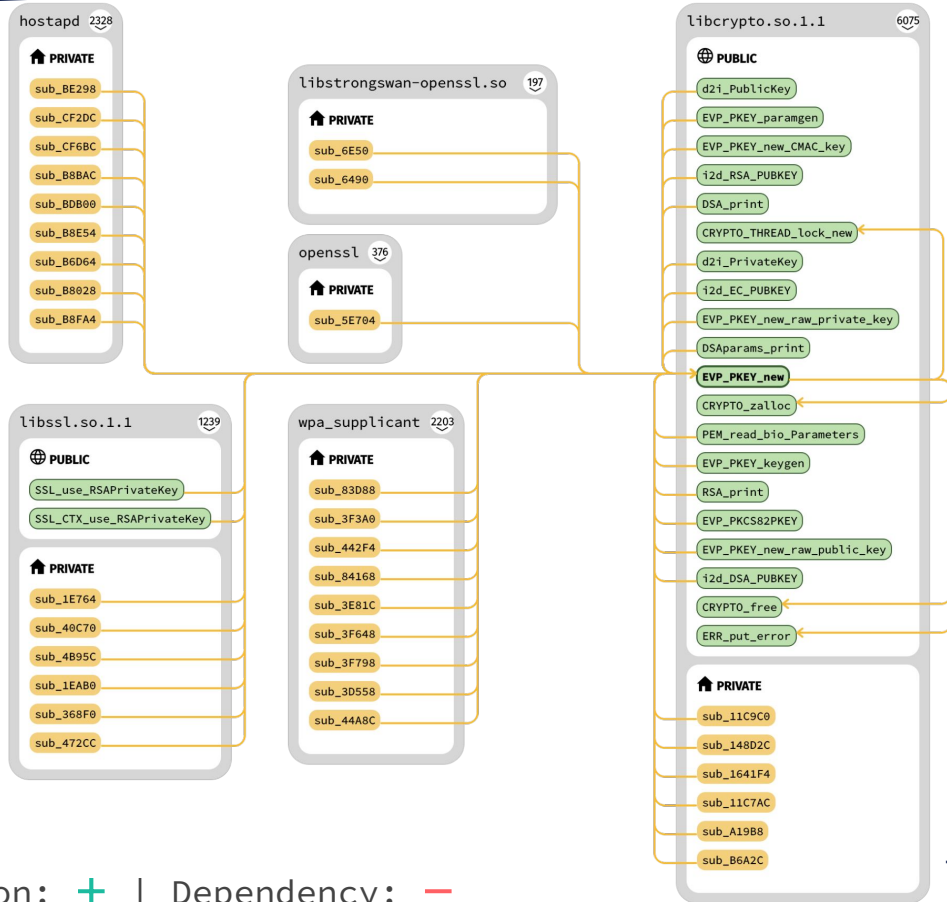 hostapd 2328
PRIVATE
sub_BE298
sub_CF2DC
sub_CF6BC
sub_B8BAC
sub_BDB00
sub_B8E54
sub_B6D64
sub_B8028
sub_B8FA4
libstrongswan-openssl.so 197
PRIVATE
sub_6E50
sub_6490
openssl 376
PRIVATE
sub_5E704
libssl.so.1.1 1239
PUBLIC
SSL_use_RSAPrivateKey
SSL_CTX_use_RSAPrivateKey
PRIVATE
sub_1E764
sub_40C70
sub_4B95C
sub_1EAB0
sub_368F0
sub_472CC
wpa_supplicant 2203
PRIVATE
sub_83D88
sub_3F3A0
sub_442F4
sub_84168
sub_3E81C
sub_3F648
sub_3F798
sub_3D558
sub_44A8C
libcrypto.so.1.1 6075
PUBLIC
d2i_PublicKey
EVP_PKEY_paramgen
EVP_PKEY_new_CMAC_key
i2d_RSA_PUBKEY
DSA_print
CRYPTO_THREAD_lock_new
d2i_PrivateKey
i2d_EC_PUBKEY
EVP_PKEY_new_raw_private_key
DSAparams_print
EVP_PKEY_new
CRYPTO_zalloc
PEM_read_bio_Parameters
EVP_PKEY_keygen
RSA_print
EVP_PKCS82PKEY
EVP_PKEY_new_raw_public_key
i2d_DSA_PUBKEY
CRYPTO_free
ERR_put_error
PRIVATE
sub_11C9C0
sub_148D2C
sub_1641F4
sub_11C7AC
sub_A19B8
sub_B6A2C
on: + | Dependency: −